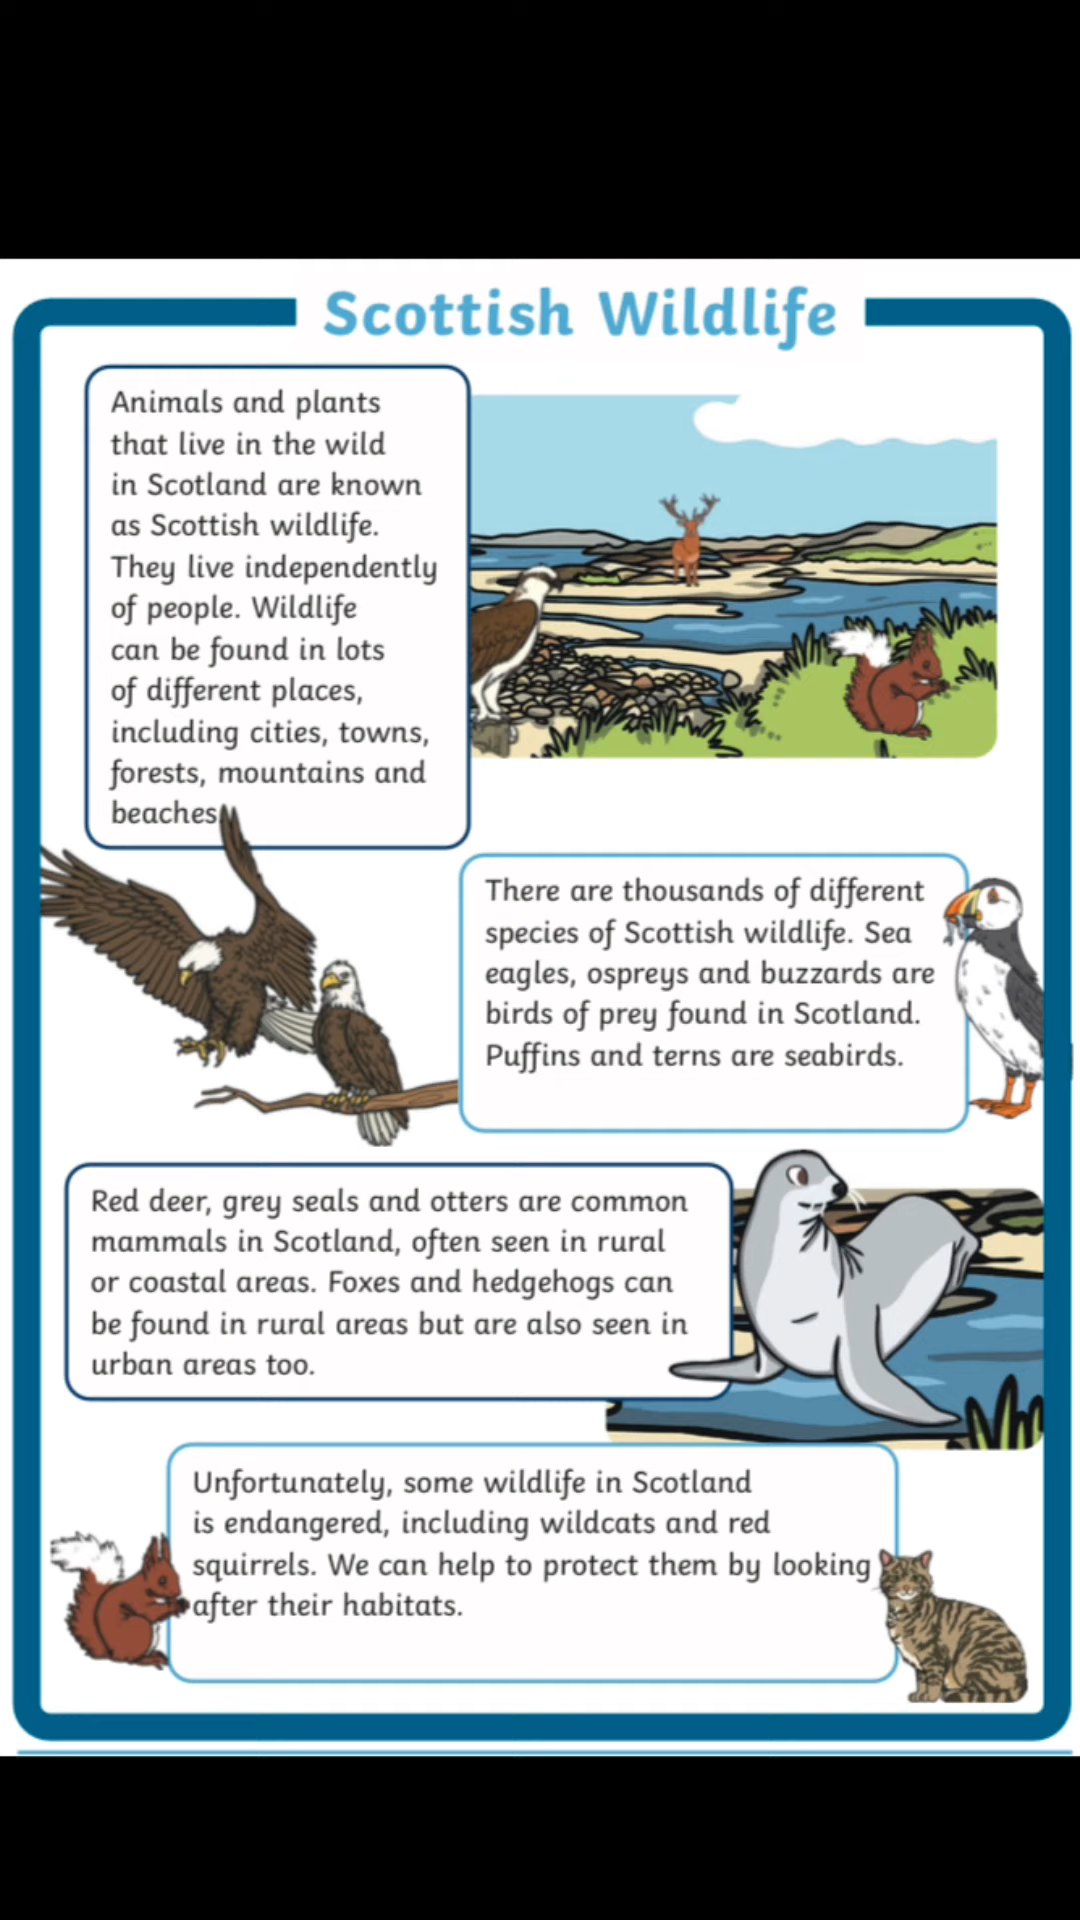 Scottish Wildlife
Animals and plants
that live in the wild
in Scotland are known
as Scottish wildlife.
They live independently
of people. Wildlife
can be found in lots
of different places,
including cities, towns,
forests, mountains and
beaches
There are thousands of different
species of Scottish wildlife. Sea
eagles, ospreys and buzzards are
birds of prey found in Scotland.
Puffins and terns are seabirds.
Red deer, grey seals and otters are common
mammals in Scotland, often seen in rural
or coastal areas. Foxes and hedgehogs can
be found in rural areas but are also seen in
urban areas too.
Unfortunately, some wildlife in Scotland
is endangered, including wildcats and red
squirrels. We can help to protect them by looking
after their habitats.